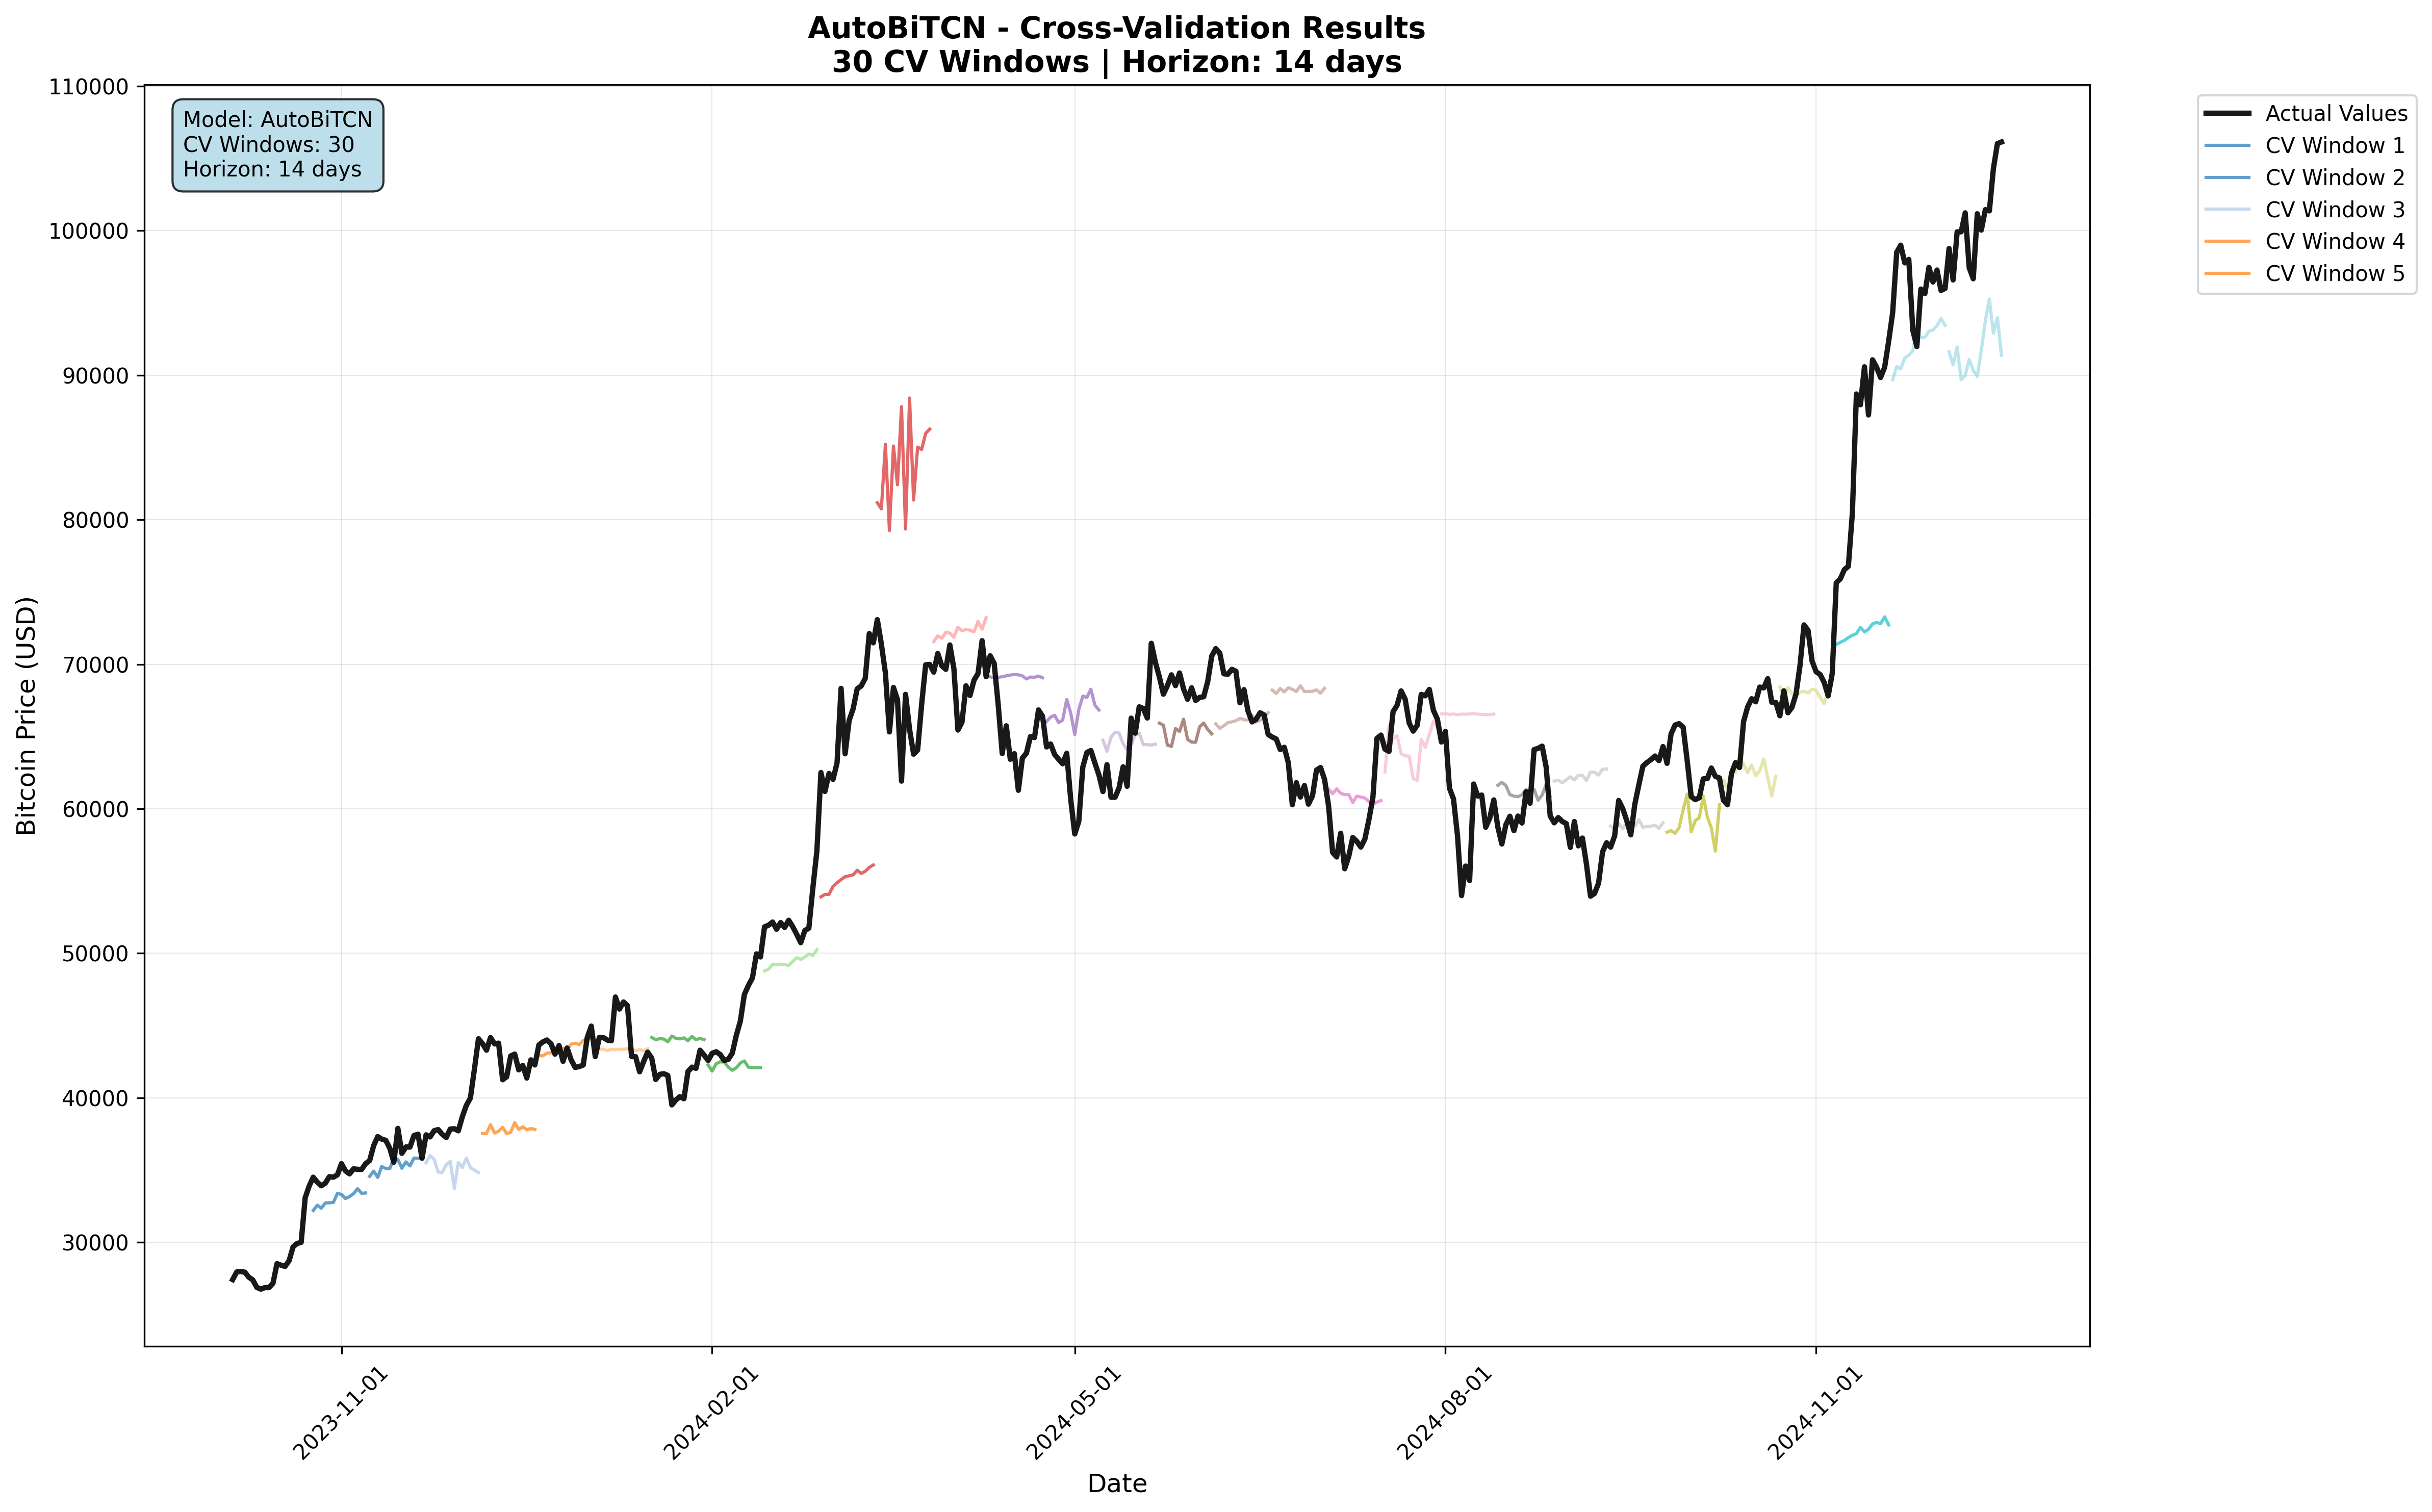 AutoBiTCN - Cross-Validation Results
30 CV Windows | Horizon: 14 days
Model: AutoBiTCN
CV Windows: 30
Horizon: 14 days
Actual Values
CV Window 1
CV Window 2
CV Window 3
CV Window 4
CV Window 5
Bitcoin Price (USD)
110000
100000
90000
80000
70000
60000
50000
40000
30000
2023-11-01
2024-02-01
2024-05-01
2024-08-01
2024-11-01
Date